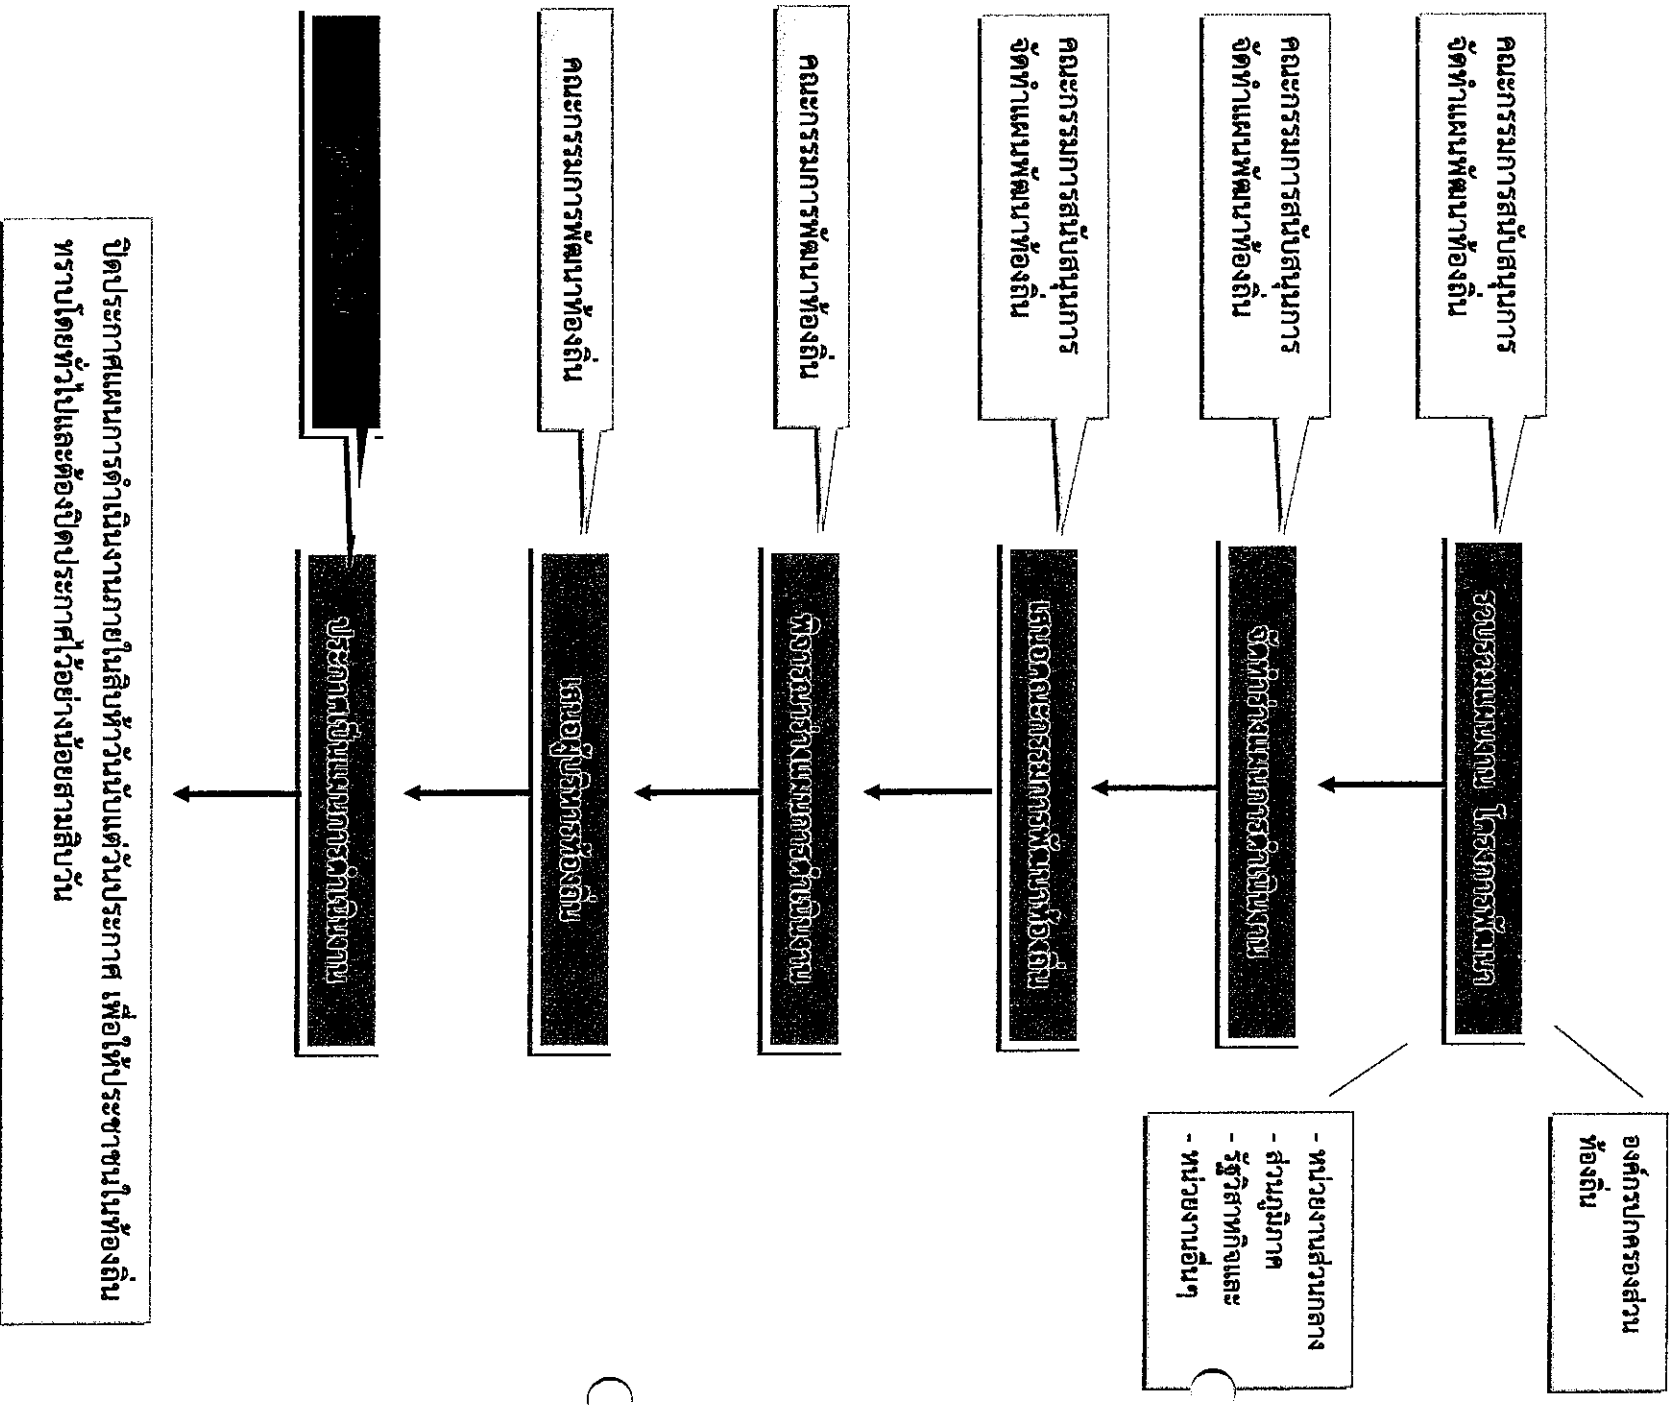 คณะกรรมการสนับสนุนการ
จัดทำแผนพัฒนาท้องถิ่น
รวบรวมแผนงาน โครงการพัฒนา
องค์กรปกครองส่วน
ท้องถิ่น
- หน่วยงานส่วนกลาง
- ส่วนภูมิภาค
- รัฐวิสาหกิจและ
- หน่วยงานอื่นๆ
คณะกรรมการสนับสนุนการ
จัดทำแผนพัฒนาท้องถิ่น
จัดทำร่างแผนการดำเนินงาน
คณะกรรมการสนับสนุนการ
จัดทำแผนพัฒนาท้องถิ่น
เสนอคณะกรรมการพัฒนาท้องถิ่น
คณะกรรมการพัฒนาท้องถิ่น
พิจารณาร่างแผนการดำเนินงาน
คณะกรรมการพัฒนาท้องถิ่น
เสนอผู้บริหารท้องถิ่น
ประกาศเป็นแผนการดำเนินงาน
ปิดประกาศแผนการดำเนินงานภายในสิบห้าวันนับแต่วันประกาศ เพื่อให้ประชาชนในท้องถิ่น
ทราบโดยทั่วไปและต้องปิดประกาศไว้อย่างน้อยสามสิบวัน